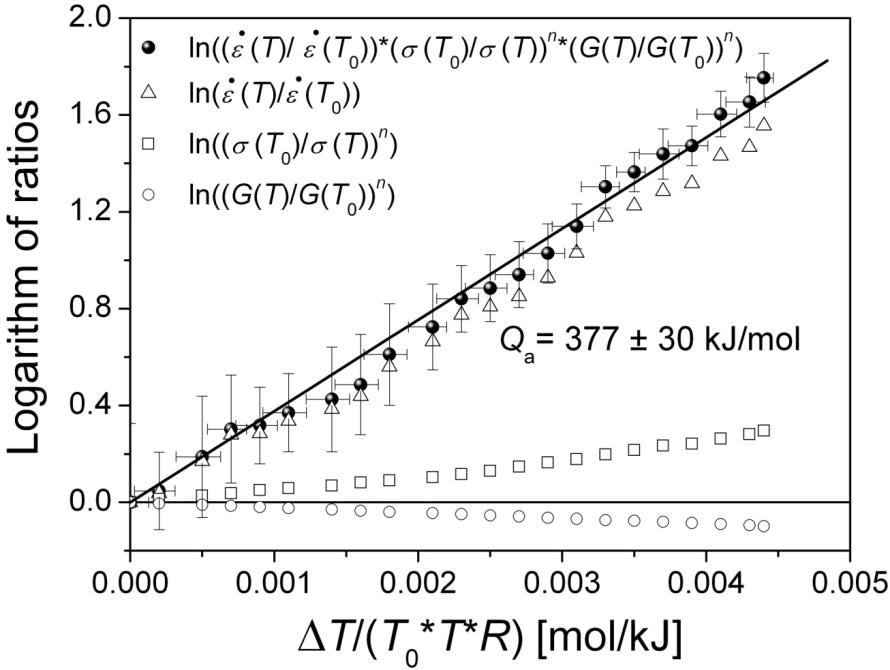 Logarithm of ratios
2.0
1.6
1.2
0.8
0.4
0.0
ln((ε̇(T)/ ε̇(T₀))*(σ(T₀)/σ(T))ⁿ*(G(T)/G(T₀))ⁿ)
ln(ε̇(T)/ε̇(T₀))
ln((σ(T₀)/σ(T))ⁿ)
ln((G(T)/G(T₀))ⁿ)
Qₐ = 377 ± 30 kJ/mol
0.000 0.001 0.002 0.003 0.004 0.005
ΔT/(T₀*T*R) [mol/kJ]